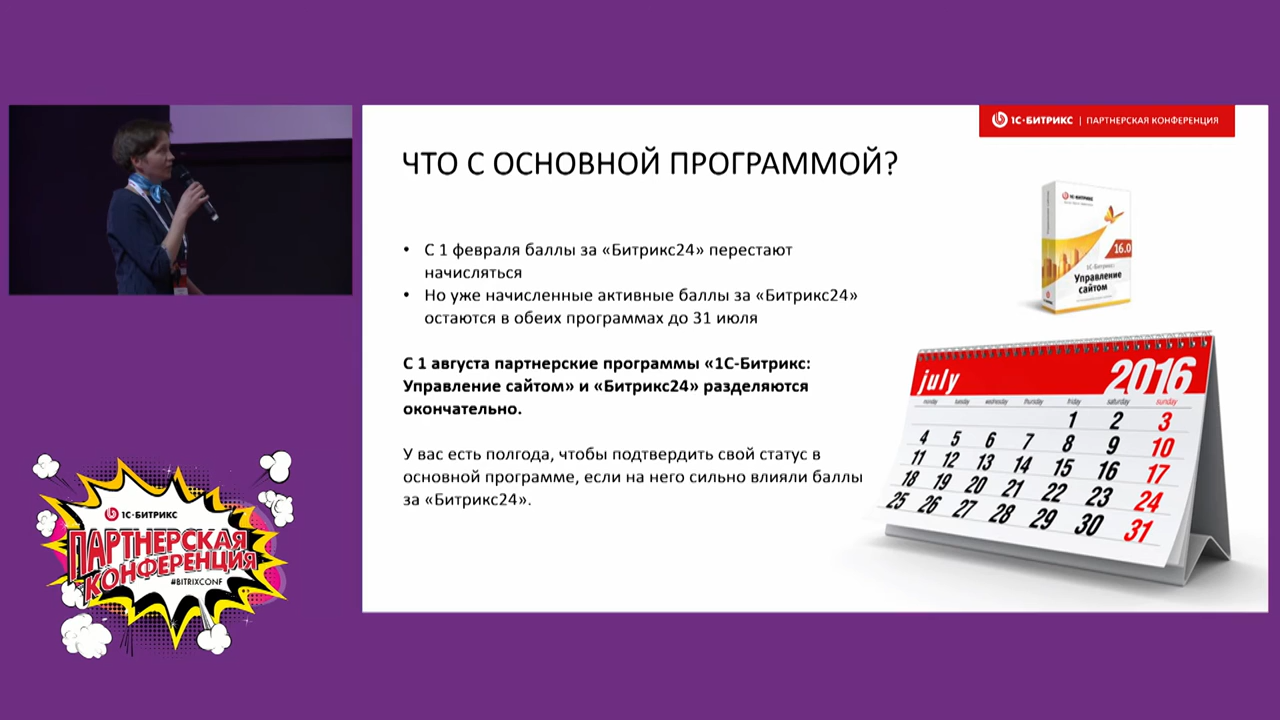 1С-БИТРИКС | ПАРТНЕРСКАЯ КОНФЕРЕНЦИЯ
ЧТО С ОСНОВНОЙ ПРОГРАММОЙ?
• С 1 февраля баллы за «Битрикс24» перестают
начисляться
• Но уже начисленные активные баллы за «Битрикс24»
остаются в обеих программах до 31 июля
С 1 августа партнерские программы «1С-Битрикс:
Управление сайтом» и «Битрикс24» разделяются
окончательно.
У вас есть полгода, чтобы подтвердить свой статус в
основной программе, если на него сильно влияли баллы
за «Битрикс24».
1С-БИТРИКС
16.0
1С-Битрикс:
Управление
сайтом
july 2016
monday tuesday wednesday thursday friday saturday sunday
1 2 3
4 5 6 7 8 9 10
11 12 13 14 15 16 17
18 19 20 21 22 23 24
25 26 27 28 29 30 31
1С-БИТРИКС
ПАРТНЕРСКАЯ
КОНФЕРЕНЦИЯ
#BITRIXCONF